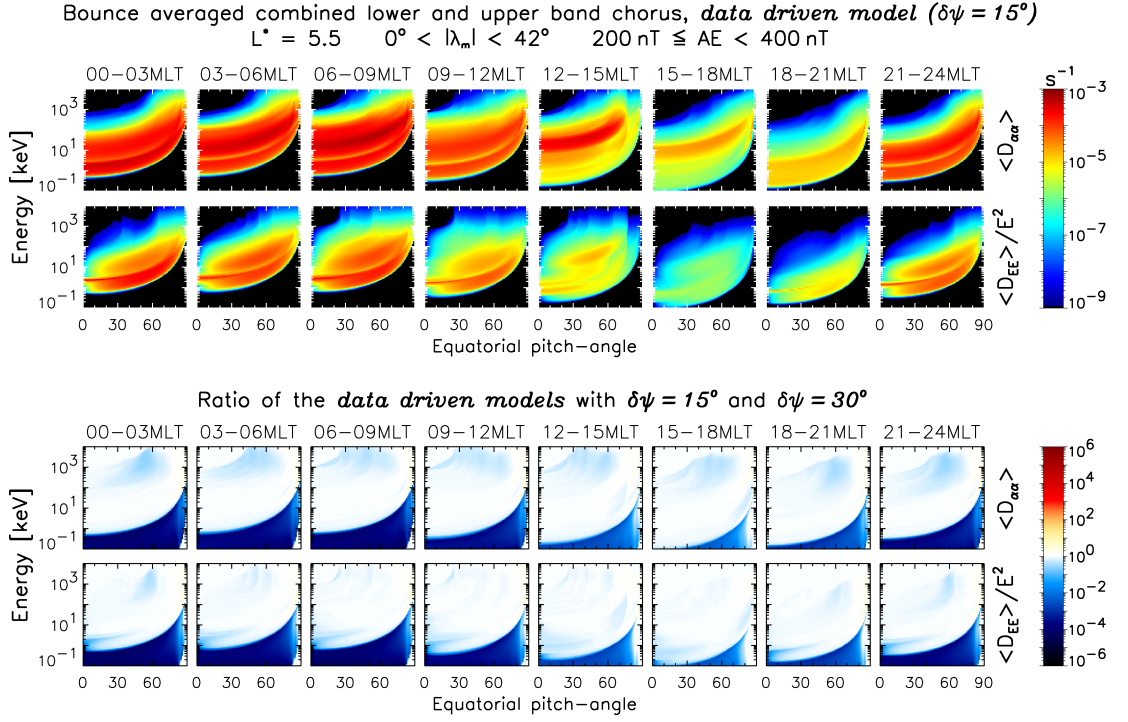 Bounce averaged combined lower and upper band chorus, data driven model (δψ = 15°)
L* = 5.5 0° < |λm| < 42° 200 nT ≦ AE < 400 nT
00-03MLT 03-06MLT 06-09MLT 09-12MLT 12-15MLT 15-18MLT 18-21MLT 21-24MLT
s⁻¹
Energy [keV]
10³
10¹
10⁻¹
<Dαα>
10³
10¹
10⁻¹
<DEE>/E²
10⁻³
10⁻⁵
10⁻⁷
10⁻⁹
0 30 60 0 30 60 0 30 60 0 30 60 0 30 60 0 30 60 0 30 60 0 30 60 90
Equatorial pitch-angle Equatorial pitch-angle
Ratio of the data driven models with δψ = 15° and δψ = 30°
00-03MLT 03-06MLT 06-09MLT 09-12MLT 12-15MLT 15-18MLT 18-21MLT 21-24MLT
Energy [keV]
10³
10¹
10⁻¹
<Dαα>
10³
10¹
10⁻¹
<DEE>/E²
10⁶
10⁴
10²
10⁰
10⁻²
10⁻⁴
10⁻⁶
0 30 60 0 30 60 0 30 60 0 30 60 0 30 60 0 30 60 0 30 60 0 30 60 90
Equatorial pitch-angle Equatorial pitch-angle